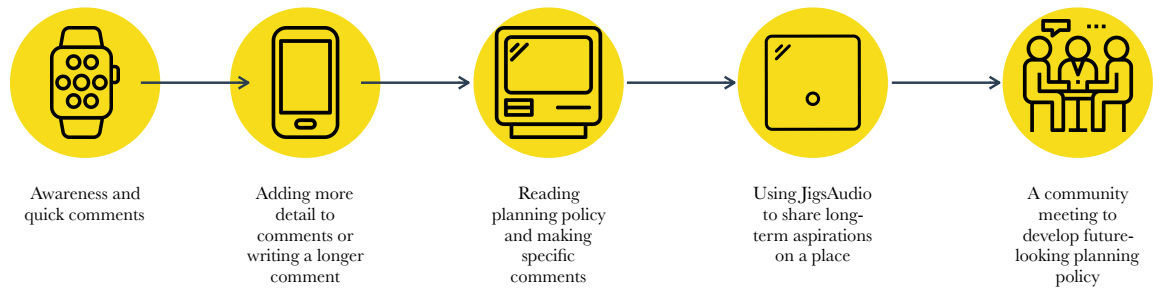 Awareness and
quick comments
Adding more
detail to
comments or
writing a longer
comment
Reading
planning policy
and making
specific
comments
Using JigsAudio
to share long-
term aspirations
on a place
A community
meeting to
develop future-
looking planning
policy